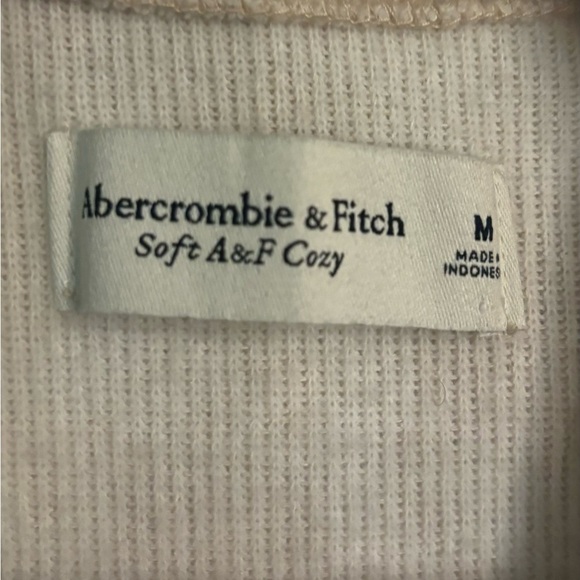 Abercrombie & Fitch
Soft A&F Cozy
M
MADE
INDONES